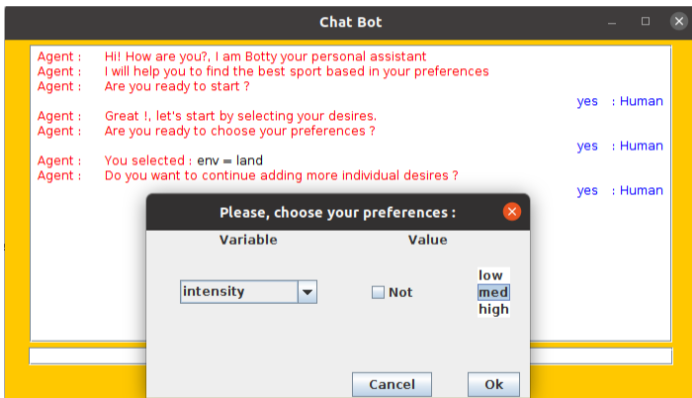 Chat Bot
Agent : Hi! How are you?, I am Botty your personal assistant
Agent : I will help you to find the best sport based in your preferences
Agent : Are you ready to start ?
yes : Human
Agent : Great !, let's start by selecting your desires.
Agent : Are you ready to choose your preferences ?
yes : Human
Agent : You selected : env = land
Agent : Do you want to continue adding more individual desires ?
yes : Human
Please, choose your preferences :
Variable Value
intensity Not
low
med
high
Cancel Ok